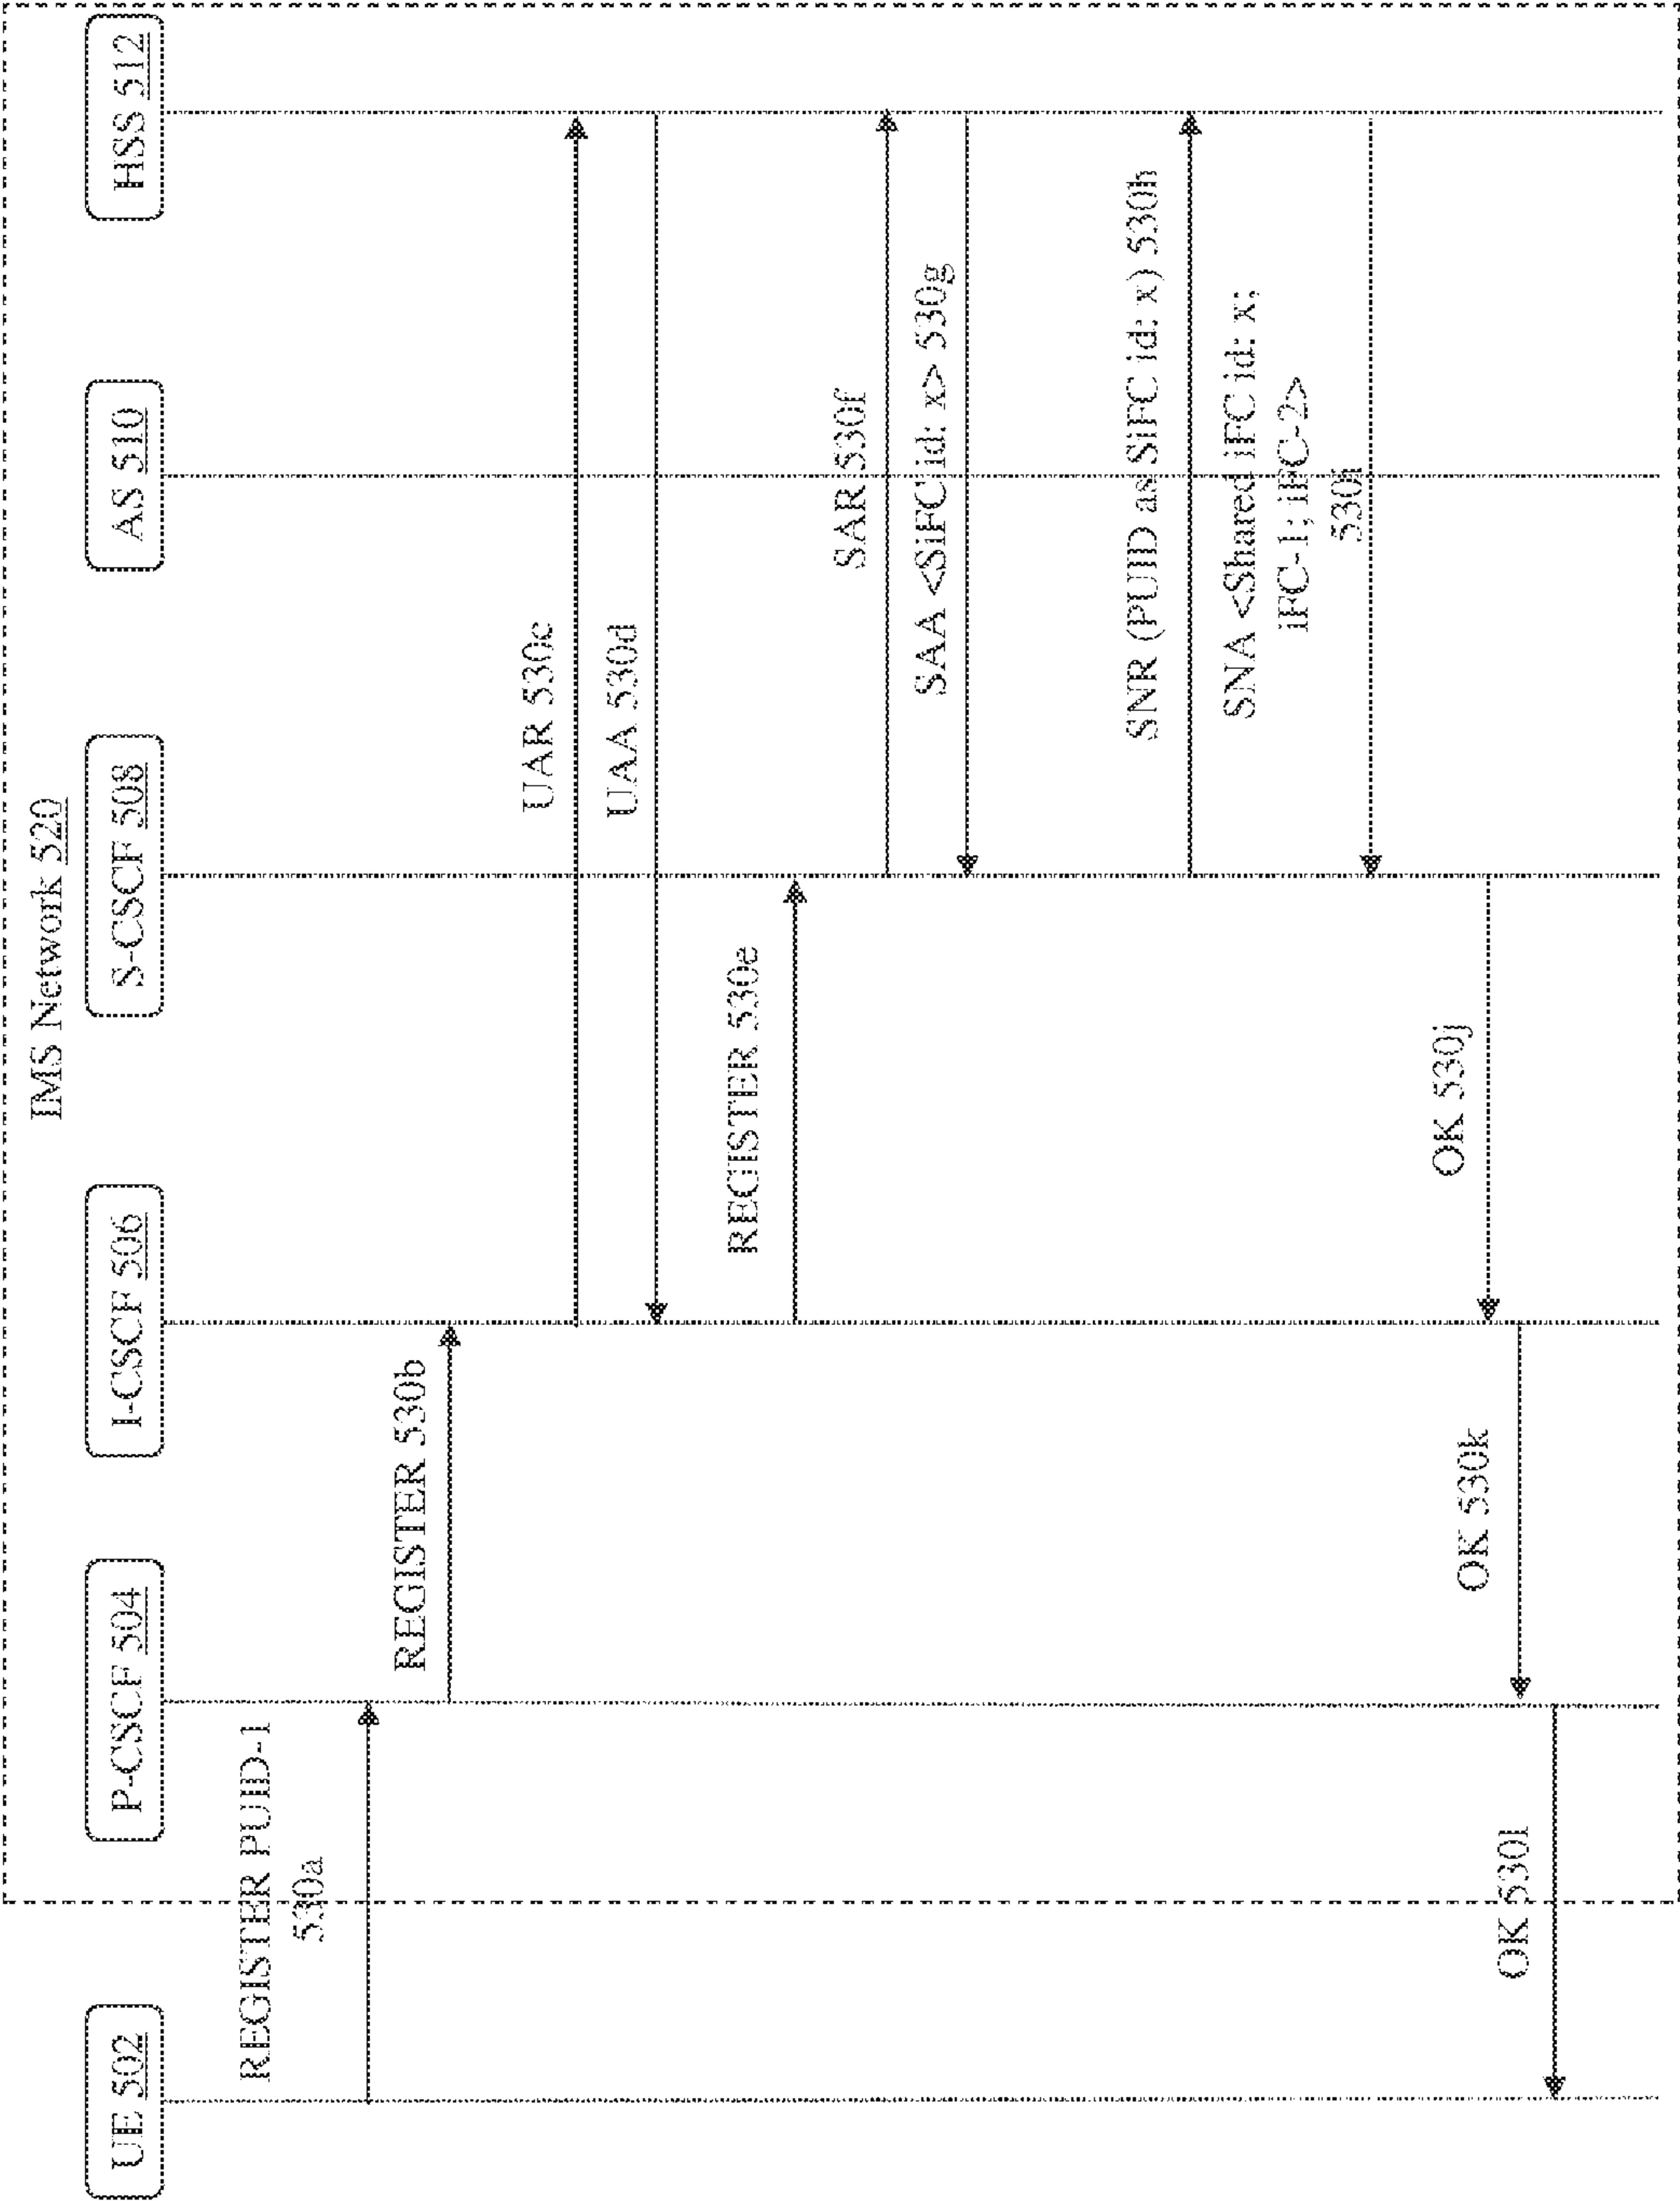 IMS Network 520
UE 502
P-CSCF 504
I-CSCF 506
S-CSCF 508
AS 510
HSS 512
REGISTER PUID-1
530a
REGISTER 530b
UAR 530c
UAA 530d
REGISTER 530e
SAR 530f
SAA <SiFC id: x> 530g
SNR (PUID as SiFC id: x) 530h
SNA <Shared iFC id: x;
iFC-1; iFC-2>
530i
OK 530j
OK 530k
OK 530l